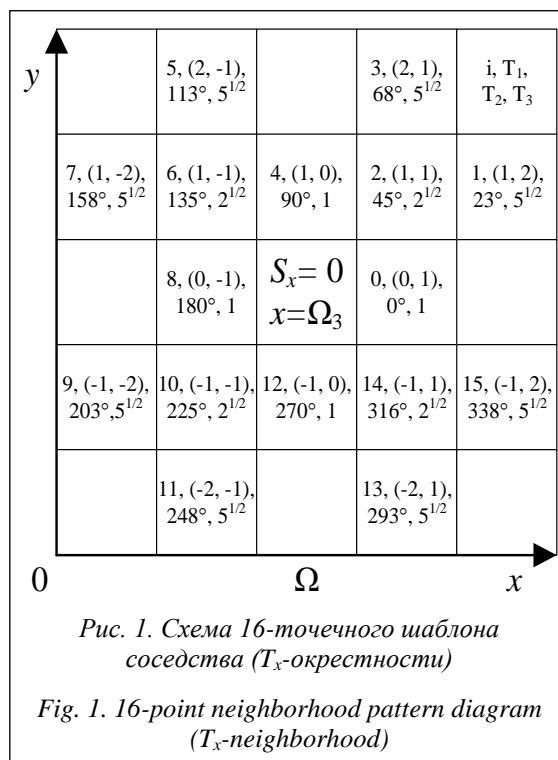 y
5, (2, -1),
113°, 5^{1/2}
3, (2, 1)
68°, 5^{1/2}
i, T₁,
T₂, T₃
7, (1, -2),
158°, 5^{1/2}
6, (1, -1),
135°, 2^{1/2}
4, (1, 0),
90°, 1
2, (1, 1),
45°, 2^{1/2}
1, (1, 2),
23°, 5^{1/2}
8, (0, -1),
180°, 1
Sₓ= 0
x=Ω₃
0, (0, 1),
0°, 1
9, (-1, -2),
203°,5^{1/2}
10, (-1, -1),
225°, 2^{1/2}
12, (-1, 0),
270°, 1
14, (-1, 1),
316°, 2^{1/2}
15, (-1, 2),
338°, 5^{1/2}
11, (-2, -1),
248°, 5^{1/2}
13, (-2, 1),
293°, 5^{1/2}
0 Ω x
Рис. 1. Схема 16-точечного шаблона
соседства (Tₓ-окрестности)
Fig. 1. 16-point neighborhood pattern diagram
(Tₓ-neighborhood)